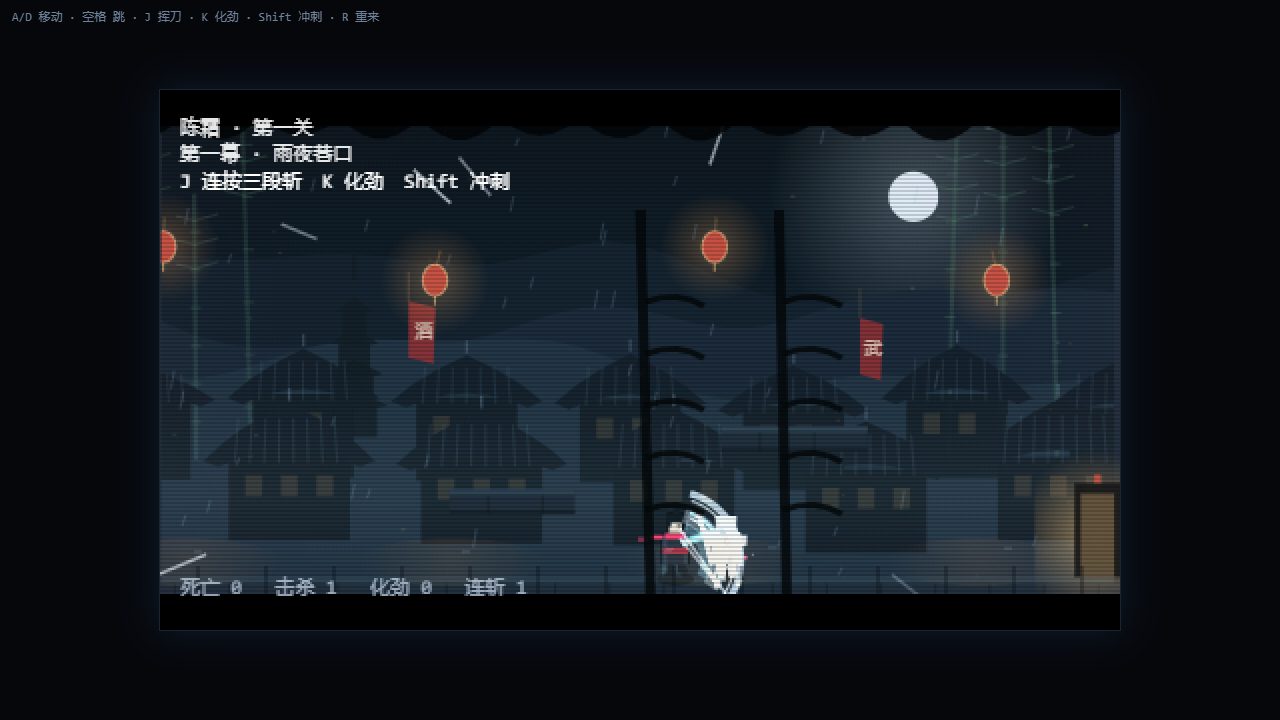 A/D 移动 · 空格 跳 · J 挥刀 · K 化劲 · Shift 冲刺 · R 重来
阵霜 · 第一关
第一幕 · 雨夜巷口
J 连按三段斩 K 化劲 Shift 冲刺
酒
武
死亡 0 击杀 1 化劲 0 连斩 1